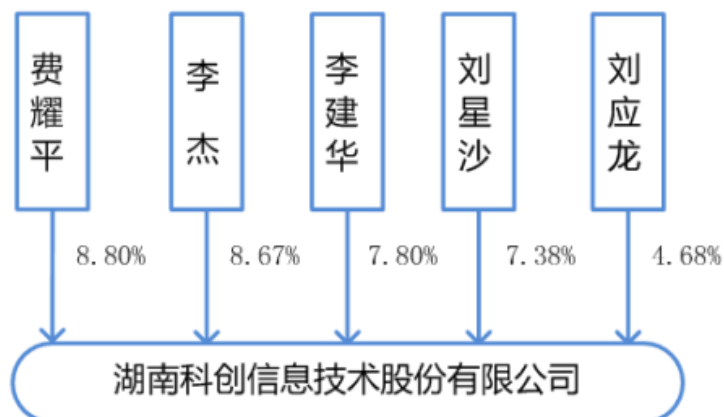 费耀平
李杰
李建华
刘星沙
刘应龙
8.80%
8.67%
7.80%
7.38%
4.68%
湖南科创信息技术股份有限公司